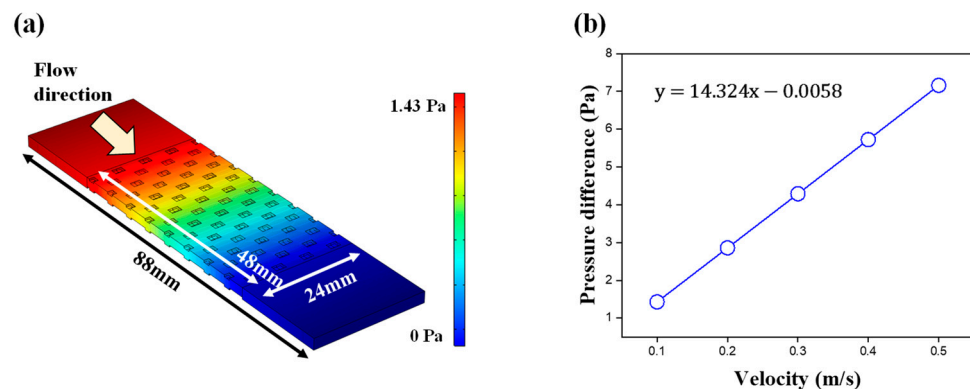 (a)
Flow
direction
1.43 Pa
48mm
88mm
24mm
0 Pa
(b)
Pressure difference (Pa)
8
7
6
5
4
3
2
1
y = 14.324x − 0.0058
0.1 0.2 0.3 0.4 0.5
Velocity (m/s)